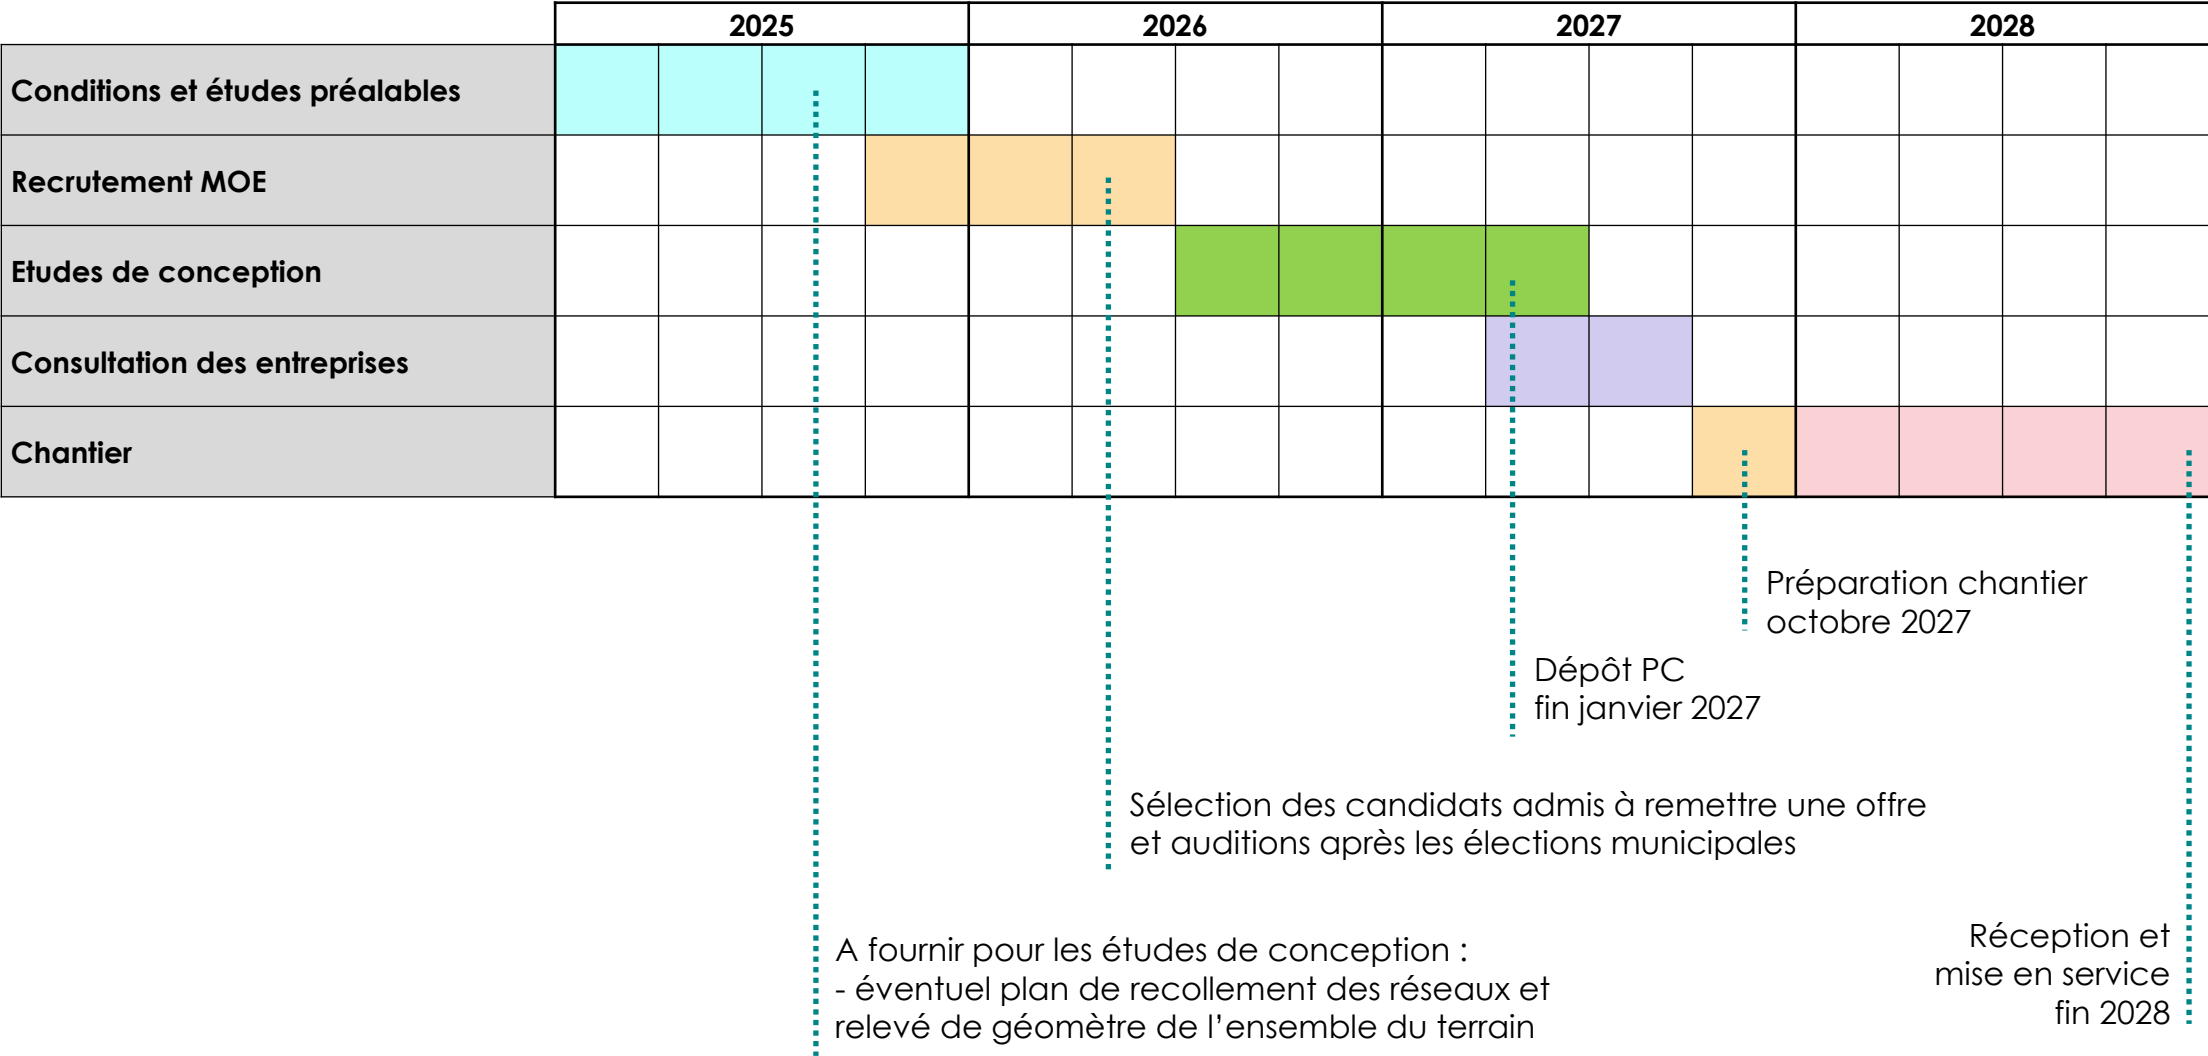 2025 2026 2027 2028
Conditions et études préalables
Recrutement MOE
Etudes de conception
Consultation des entreprises
Chantier
Préparation chantier
octobre 2027
Dépôt PC
fin janvier 2027
Sélection des candidats admis à remettre une offre
et auditions après les élections municipales
A fournir pour les études de conception :
- éventuel plan de recollement des réseaux et
relevé de géomètre de l’ensemble du terrain
Réception et
mise en service
fin 2028